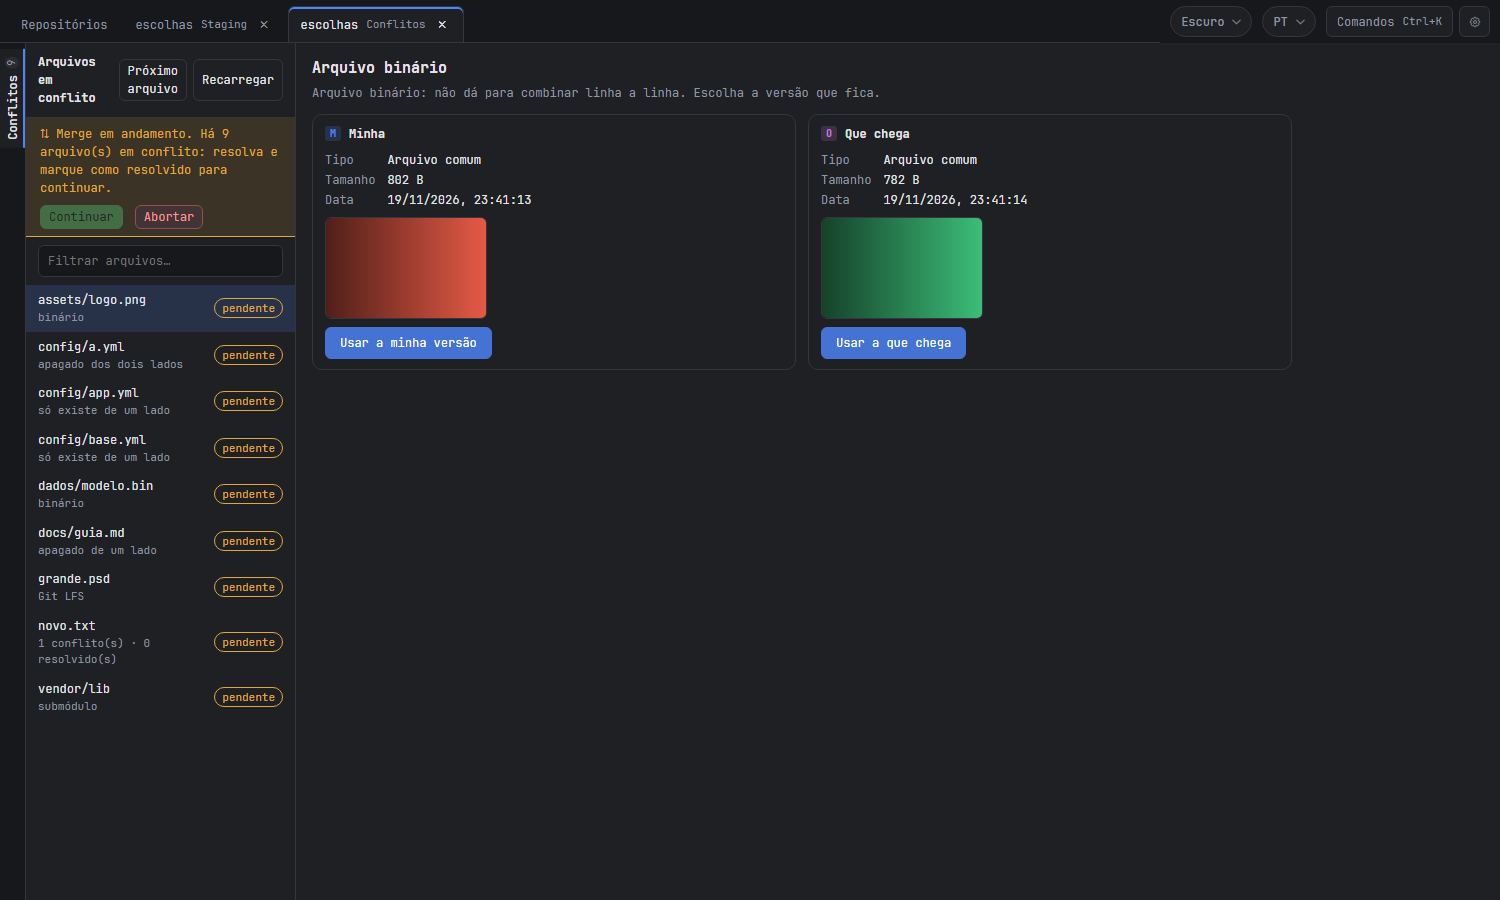 Repositórios
escolhas Staging ×
escolhas Conflitos ×
Escuro
PT
Comandos Ctrl+K
Conflitos 9
Arquivos em conflito
Próximo arquivo
Recarregar
⇅ Merge em andamento. Há 9
arquivo(s) em conflito: resolva e
marque como resolvido para
continuar.
Continuar
Abortar
Filtrar arquivos…
assets/logo.png
binário
pendente
config/a.yml
apagado dos dois lados
pendente
config/app.yml
só existe de um lado
pendente
config/base.yml
só existe de um lado
pendente
dados/modelo.bin
binário
pendente
docs/guia.md
apagado de um lado
pendente
grande.psd
Git LFS
pendente
novo.txt
1 conflito(s) · 0
resolvido(s)
pendente
vendor/lib
submódulo
pendente
Arquivo binário
Arquivo binário: não dá para combinar linha a linha. Escolha a versão que fica.
M Minha
Tipo Arquivo comum
Tamanho 802 B
Data 19/11/2026, 23:41:13
Usar a minha versão
O Que chega
Tipo Arquivo comum
Tamanho 782 B
Data 19/11/2026, 23:41:14
Usar a que chega